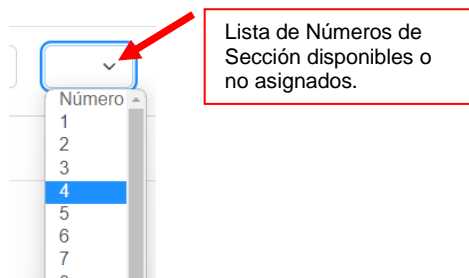 Lista de Números de
Sección disponibles o
no asignados.
Número
1
2
3
4
5
6
7